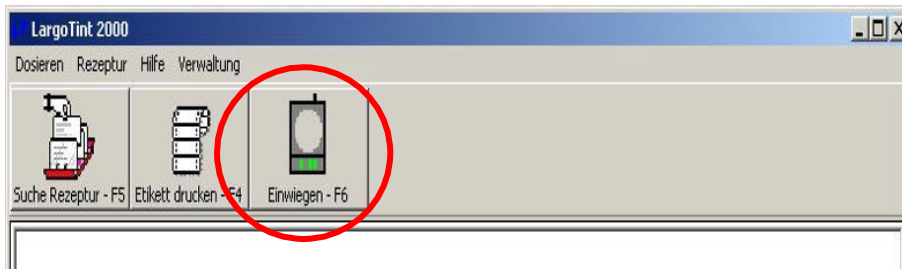 LargoTint 2000
Dosieren Rezeptur Hilfe Verwaltung
Suche Rezeptur - F5 Etikett drucken - F4 Einwiegen - F6